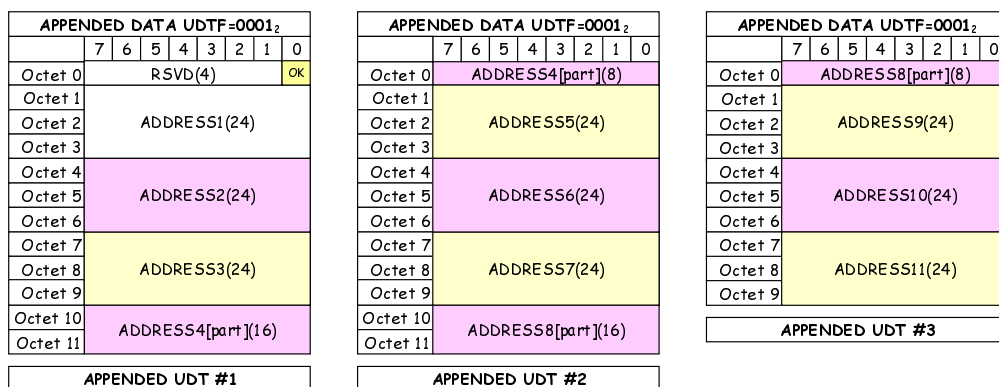 APPENDED DATA UDTF=0001₂
7 6 5 4 3 2 1 0
Octet 0 RSVD(4) OK
Octet 1
Octet 2 ADDRESS1(24)
Octet 3
Octet 4
Octet 5 ADDRESS2(24)
Octet 6
Octet 7
Octet 8 ADDRESS3(24)
Octet 9
Octet 10
ADDRESS4[part](16)
Octet 11
APPENDED UDT #1
APPENDED DATA UDTF=0001₂
7 6 5 4 3 2 1 0
Octet 0 ADDRESS4[part](8)
Octet 1
Octet 2 ADDRESS5(24)
Octet 3
Octet 4
Octet 5 ADDRESS6(24)
Octet 6
Octet 7
Octet 8 ADDRESS7(24)
Octet 9
Octet 10
ADDRESS8[part](16)
Octet 11
APPENDED UDT #2
APPENDED DATA UDTF=0001₂
7 6 5 4 3 2 1 0
Octet 0 ADDRESS8[part](8)
Octet 1
Octet 2 ADDRESS9(24)
Octet 3
Octet 4
Octet 5 ADDRESS10(24)
Octet 6
Octet 7
Octet 8 ADDRESS11(24)
Octet 9
APPENDED UDT #3